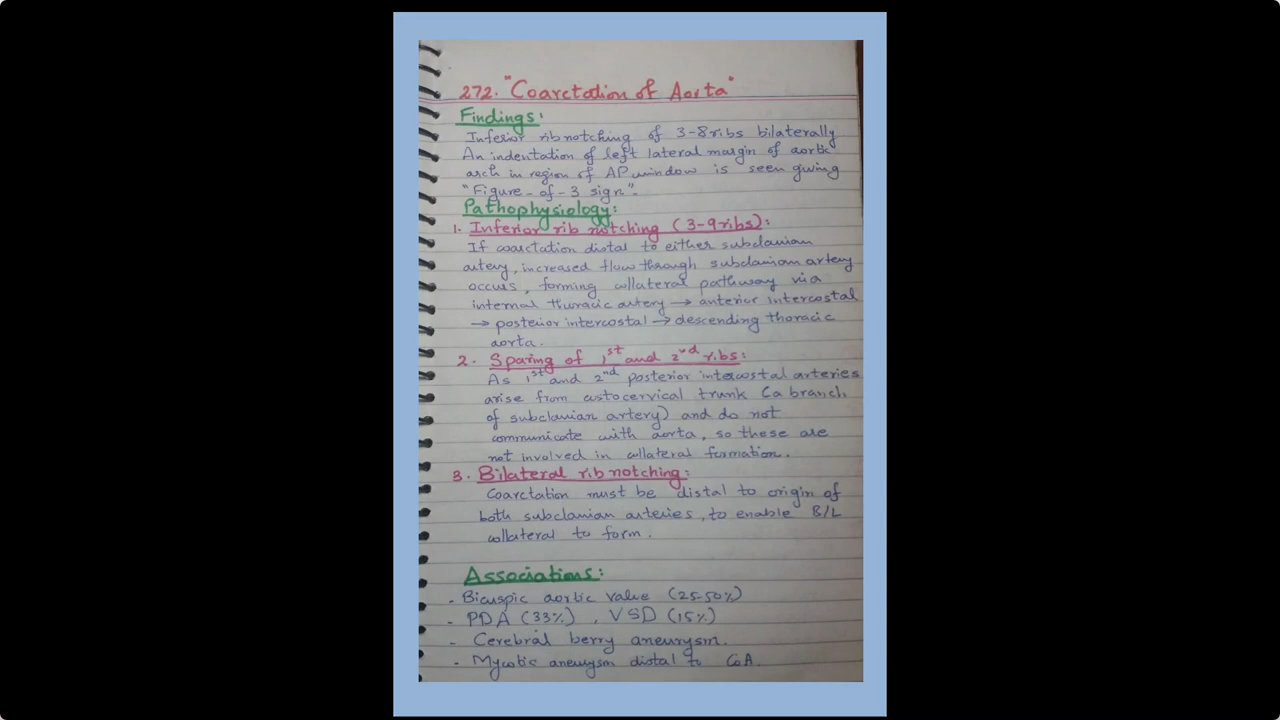 272. "Coarctation of Aorta"
Findings:
Inferior rib notching of 3-8 ribs bilaterally
An indentation of left lateral margin of aortic
arch in region of AP window is seen giving
"Figure-of-3 sign".
Pathophysiology:
1. Inferior rib notching (3-9 ribs):
If coarctation distal to either subclavian
artery, increased flow through subclavian artery
occurs, forming collateral pathway via
internal thoracic artery → anterior intercostal
→ posterior intercostal → descending thoracic
aorta.
2. Sparing of 1st and 2nd ribs:
As 1st and 2nd posterior intercostal arteries
arise from costocervical trunk (a branch
of subclavian artery) and do not
communicate with aorta, so these are
not involved in collateral formation.
3. Bilateral rib notching:
Coarctation must be distal to origin of
both subclavian arteries, to enable B/L
collateral to form.
Associations:
- Bicuspic aortic valve (25-50%)
- PDA (33%), VSD (15%)
- Cerebral berry aneurysm.
- Mycotic aneurysm distal to CoA.